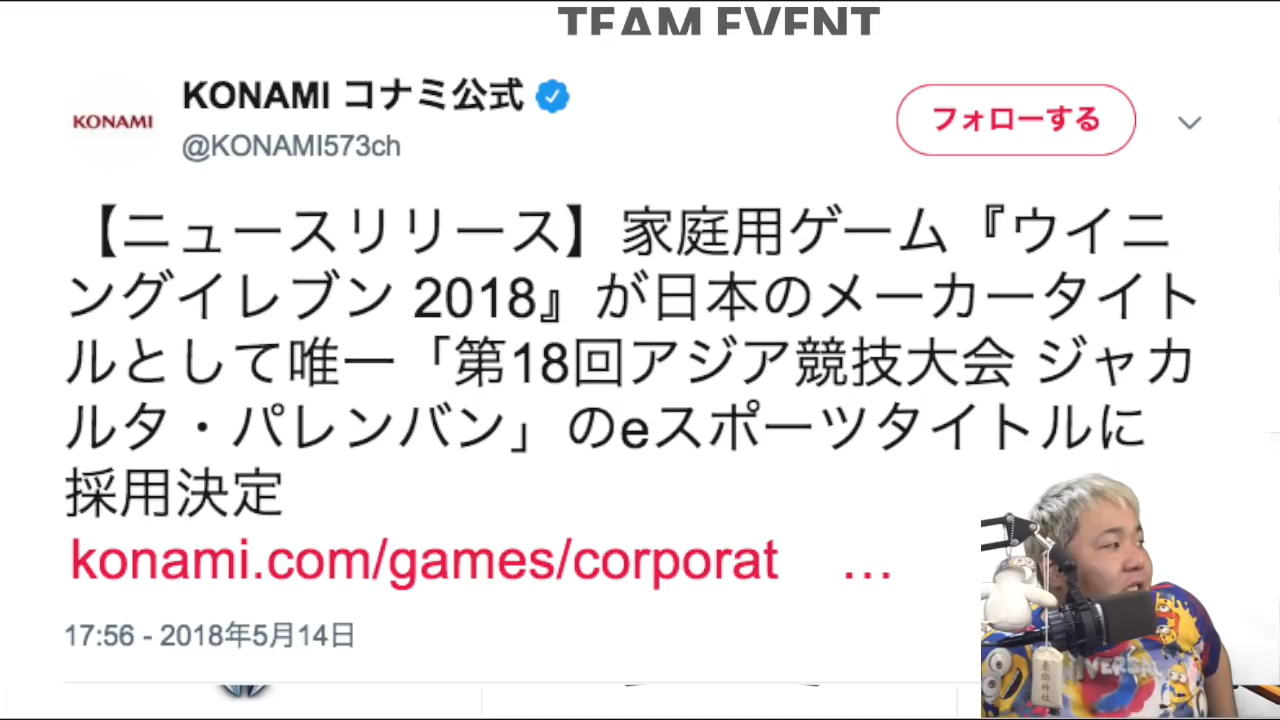 TEAM EVENT
KONAMI コナミ公式
KONAMI
@KONAMI573ch
フォローする
【ニュースリリース】家庭用ゲーム『ウイニ
ングイレブン 2018』が日本のメーカータイト
ルとして唯一「第18回アジア競技大会 ジャカ
ルタ・パレンバン」のeスポーツタイトルに
採用決定
konami.com/games/corporat …
17:56 - 2018年5月14日
UNIVERSAL